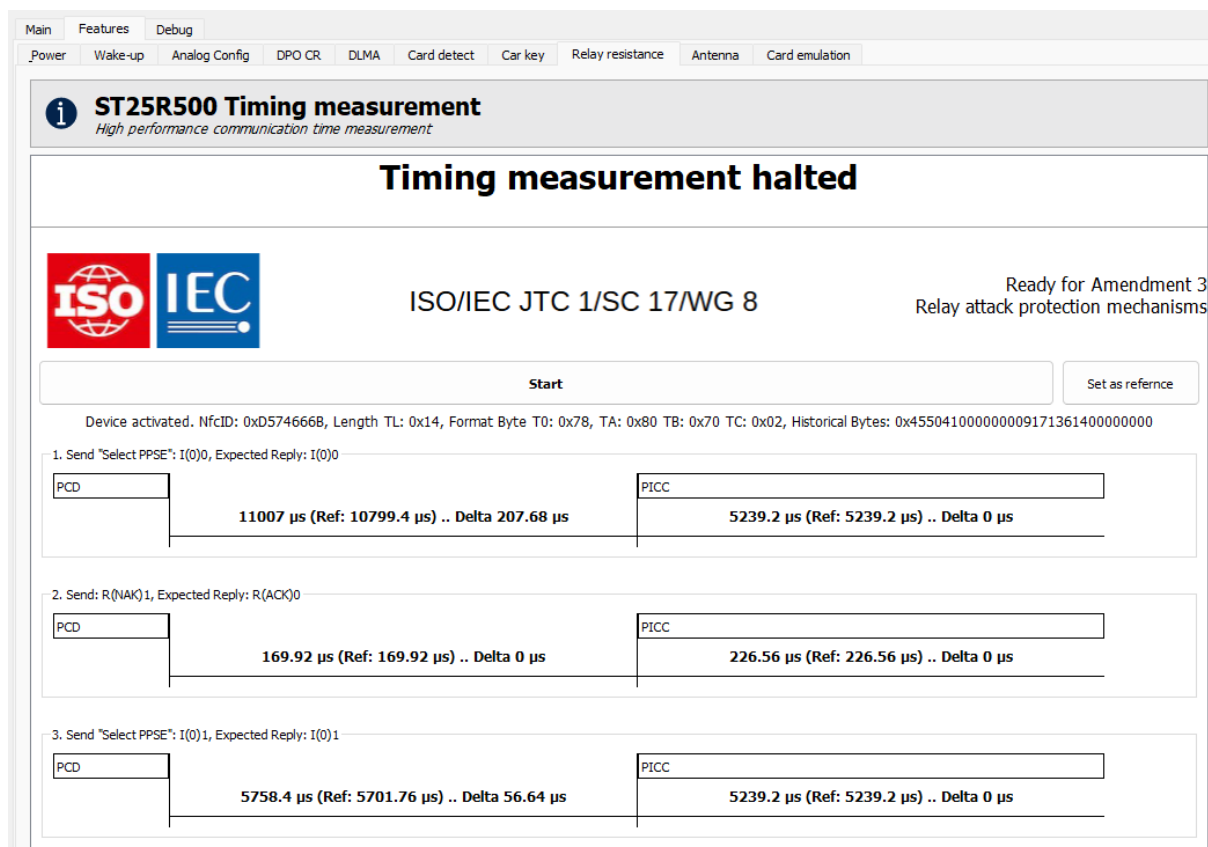 Main Features Debug
Power Wake-up Analog Config DPO CR DLMA Card detect Car key Relay resistance Antenna Card emulation
i ST25R500 Timing measurement
High performance communication time measurement
Timing measurement halted
ISO IEC ISO/IEC JTC 1/SC 17/WG 8 Ready for Amendment 3
Relay attack protection mechanisms
Start Set as refernce
Device activated. NfcID: 0xD574666B, Length TL: 0x14, Format Byte T0: 0x78, TA: 0x80 TB: 0x70 TC: 0x02, Historical Bytes: 0x4550410000000091713614​00000000
1. Send "Select PPSE": I(0)0, Expected Reply: I(0)0
PCD PICC
11007 µs (Ref: 10799.4 µs) .. Delta 207.68 µs 5239.2 µs (Ref: 5239.2 µs) .. Delta 0 µs
2. Send: R(NAK)1, Expected Reply: R(ACK)0
PCD PICC
169.92 µs (Ref: 169.92 µs) .. Delta 0 µs 226.56 µs (Ref: 226.56 µs) .. Delta 0 µs
3. Send "Select PPSE": I(0)1, Expected Reply: I(0)1
PCD PICC
5758.4 µs (Ref: 5701.76 µs) .. Delta 56.64 µs 5239.2 µs (Ref: 5239.2 µs) .. Delta 0 µs